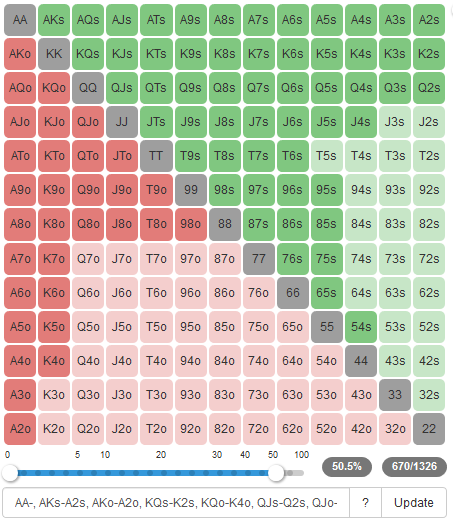 AA AKs AQs AJs ATs A9s A8s A7s A6s A5s A4s A3s A2s
AKo KK KQs KJs KTs K9s K8s K7s K6s K5s K4s K3s K2s
AQo KQo QQ QJs QTs Q9s Q8s Q7s Q6s Q5s Q4s Q3s Q2s
AJo KJo QJo JJ JTs J9s J8s J7s J6s J5s J4s J3s J2s
ATo KTo QTo JTo TT T9s T8s T7s T6s T5s T4s T3s T2s
A9o K9o Q9o J9o T9o 99 98s 97s 96s 95s 94s 93s 92s
A8o K8o Q8o J8o T8o 98o 88 87s 86s 85s 84s 83s 82s
A7o K7o Q7o J7o T7o 97o 87o 77 76s 75s 74s 73s 72s
A6o K6o Q6o J6o T6o 96o 86o 76o 66 65s 64s 63s 62s
A5o K5o Q5o J5o T5o 95o 85o 75o 65o 55 54s 53s 52s
A4o K4o Q4o J4o T4o 94o 84o 74o 64o 54o 44 43s 42s
A3o K3o Q3o J3o T3o 93o 83o 73o 63o 53o 43o 33 32s
A2o K2o Q2o J2o T2o 92o 82o 72o 62o 52o 42o 32o 22
0 5 10 20 30 40 50 100
50.5% 670/1326
AA-, AKs-A2s, AKo-A2o, KQs-K2s, KQo-K4o, QJs-Q2s, QJo- ? Update